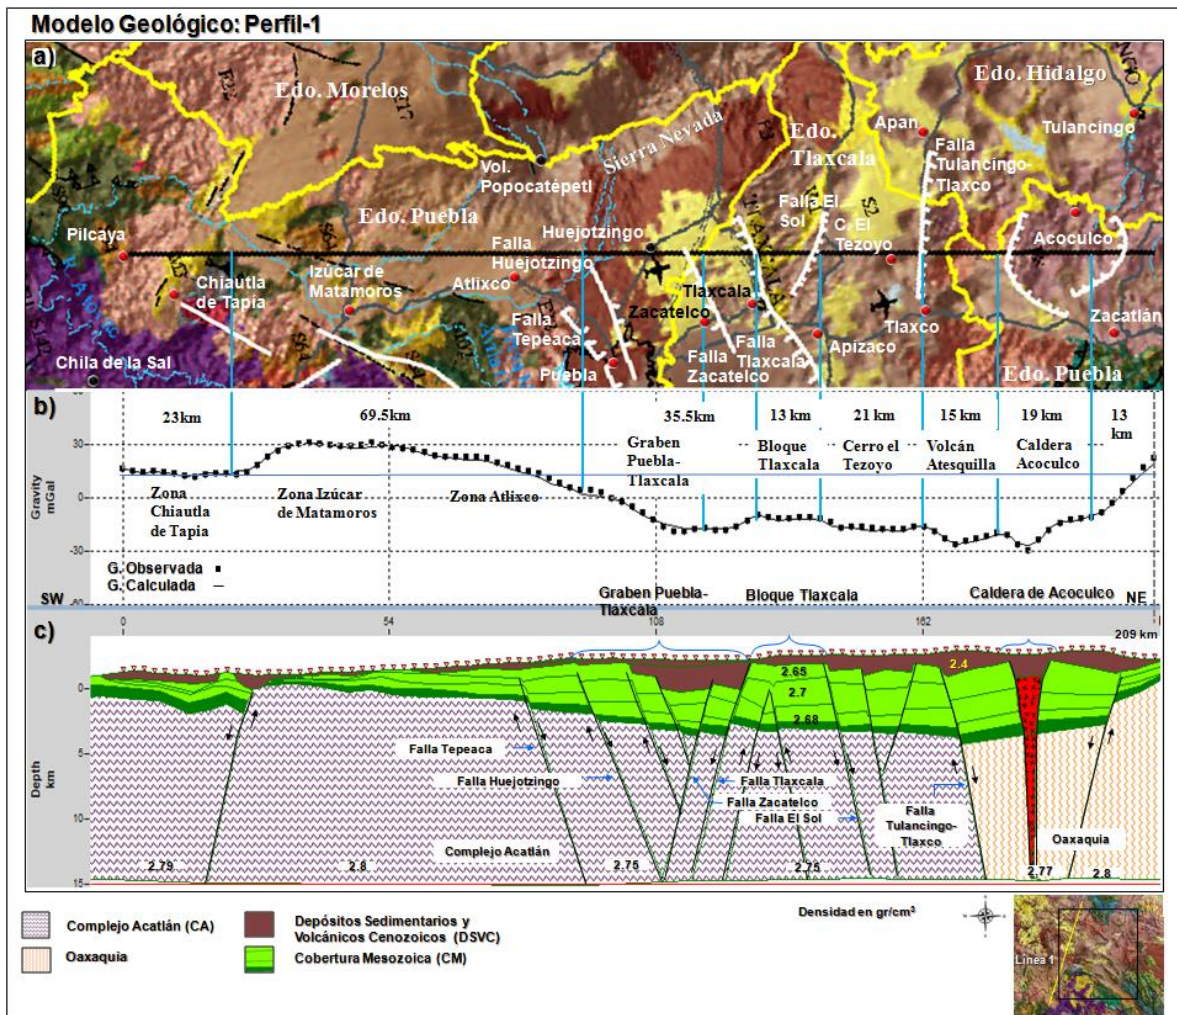 Modelo Geológico: Perfil-1
a)
Edo. Morelos
Edo. Hidalgo
Sierra Nevada
Edo.
Tlaxcala
Apan
Tulancingo
Falla
Tulancingo-
Tlaxco
Vol.
Popocatépetl
Edo. Puebla
Falla El
Sol
S2
C. El
Tezoyo
Pilcaya
Huejotzingo
Falla
Huejotzingo
Acoculco
Chiautla
de Tapia
Izúcar de
Matamoros
Atlixco
Tlaxcala
Zacatelco
Tlaxco
Zacatlán
Falla
Tepeaca
Falla
Tlaxcala
Apizaco
Chila de la Sal
Puebla
Falla
Zacatelco
Edo. Puebla
b)
23km
69.5km
35.5km
13 km
21 km
15 km
19 km
13
km
Graben
Puebla-
Tlaxcala
Bloque
Tlaxcala
Cerro el
Tezoyo
Volcán
Atesquilla
Caldera
Acoculco
Gravity
mGal
30
0
-30
-60
Zona
Chiautla
de Tapia
Zona Izúcar
de Matamoros
Zona Atlixco
G. Observada
G. Calculada
SW
Graben Puebla-
Tlaxcala
Bloque Tlaxcala
Caldera de Acoculco
NE
c)
0
54
108
162
209 km
Depth
km
0
5
10
15
2.4
2.65
2.7
2.68
Falla Tepeaca
Falla Huejotzingo
Falla Tlaxcala
Falla Zacatelco
Falla El Sol
Falla
Tulancingo-
Tlaxco
Complejo Acatlán
Oaxaquia
2.79
2.8
2.75
2.75
2.77
2.8
Complejo Acatlán (CA)
Oaxaquia
Depósitos Sedimentarios y
Volcánicos Cenozoicos (DSVC)
Cobertura Mesozoica (CM)
Densidad en gr/cm³
Línea 1